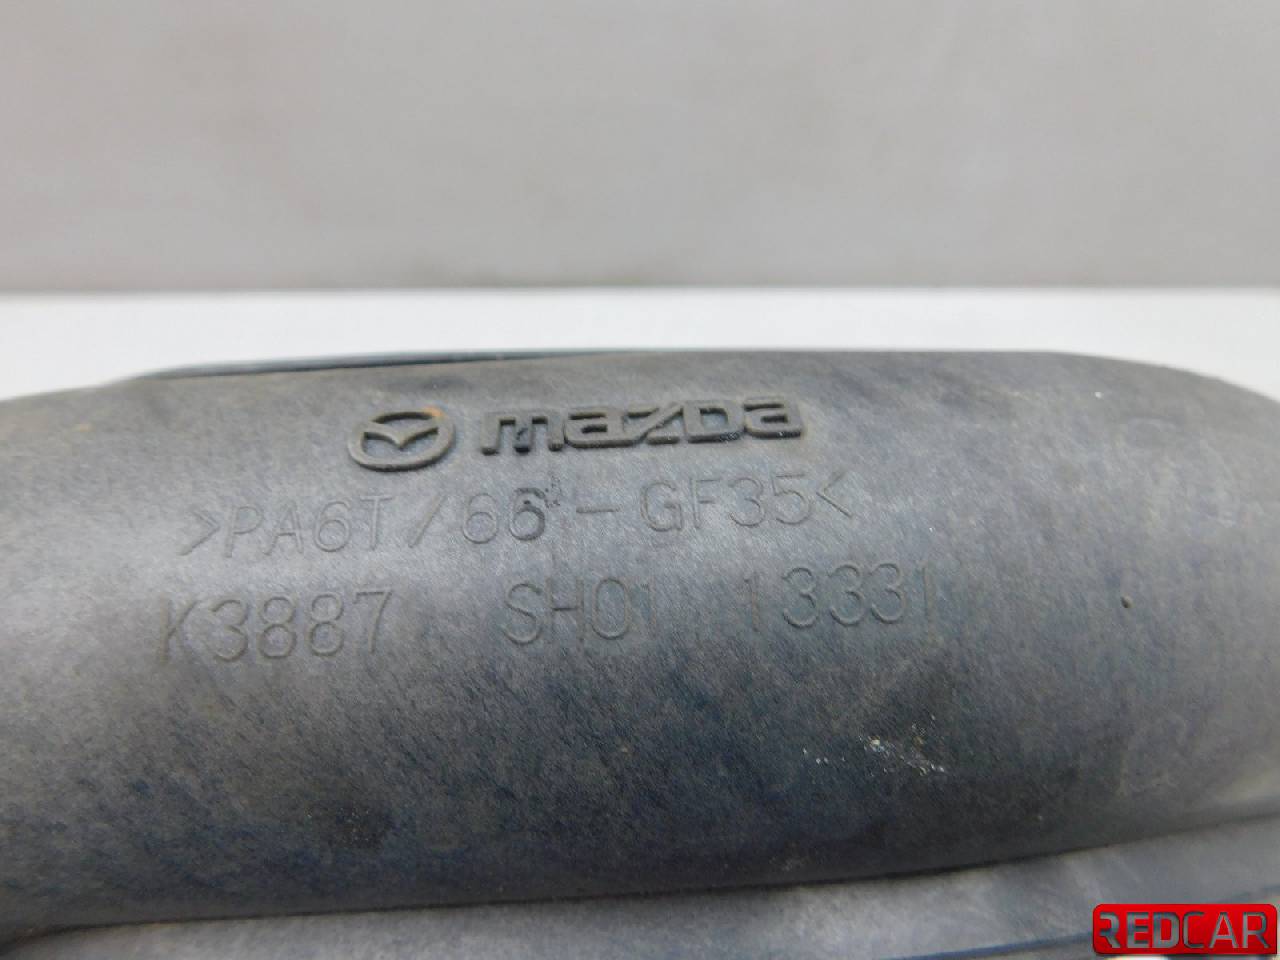 mazda
>PA6T/66-GF35<
K3887 SH01 13331
REDCAR